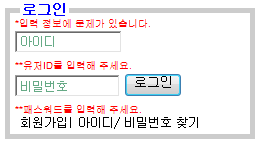 로그인
*입력 정보에 문제가 있습니다.
아이디
**유저ID를 입력해 주세요.
비밀번호 로그인
**패스워드를 입력해 주세요.
회원가입| 아이디/ 비밀번호 찾기